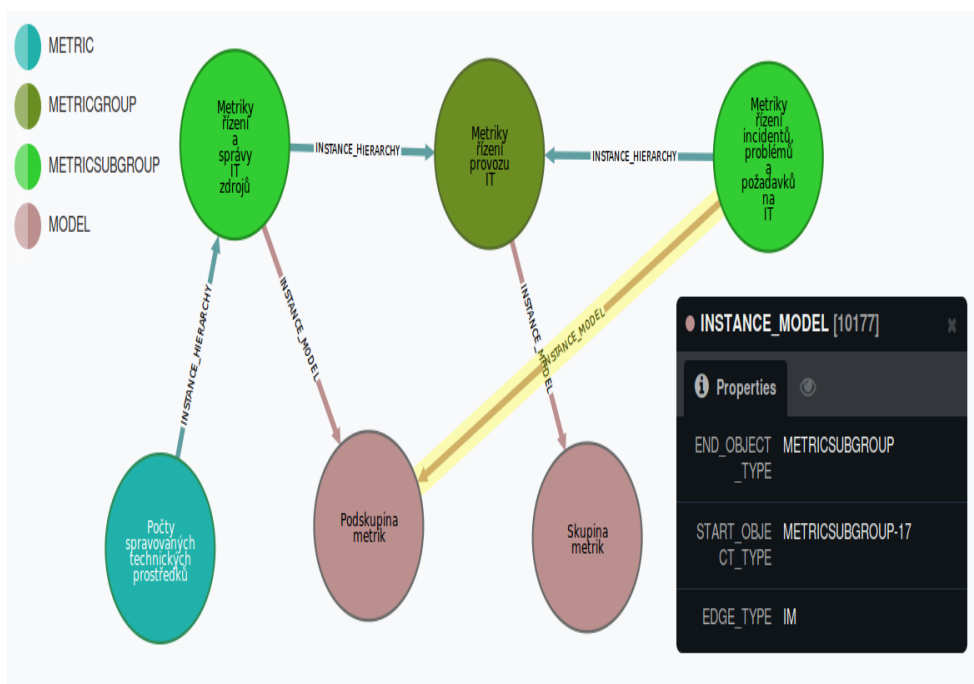 METRIC
METRICGROUP
METRICSUBGROUP
MODEL
Metriky
řízení
a
správy
IT
zdrojů
INSTANCE_HIERARCHY
Metriky
řízení
provozu
IT
INSTANCE_HIERARCHY
Metriky
řízení
incidentů,
problémů
a
požadavků
na
IT
INSTANCE_HIERARCHY
INSTANCE_MODEL
INSTANCE_MODEL
INSTANCE_MODEL
Počty
spravovaných
technických
prostředků
Podskupina
metrik
Skupina
metrik
INSTANCE_MODEL [10177]
Properties
END_OBJECT METRICSUBGROUP
_TYPE
START_OBJE METRICSUBGROUP-17
CT_TYPE
EDGE_TYPE IM